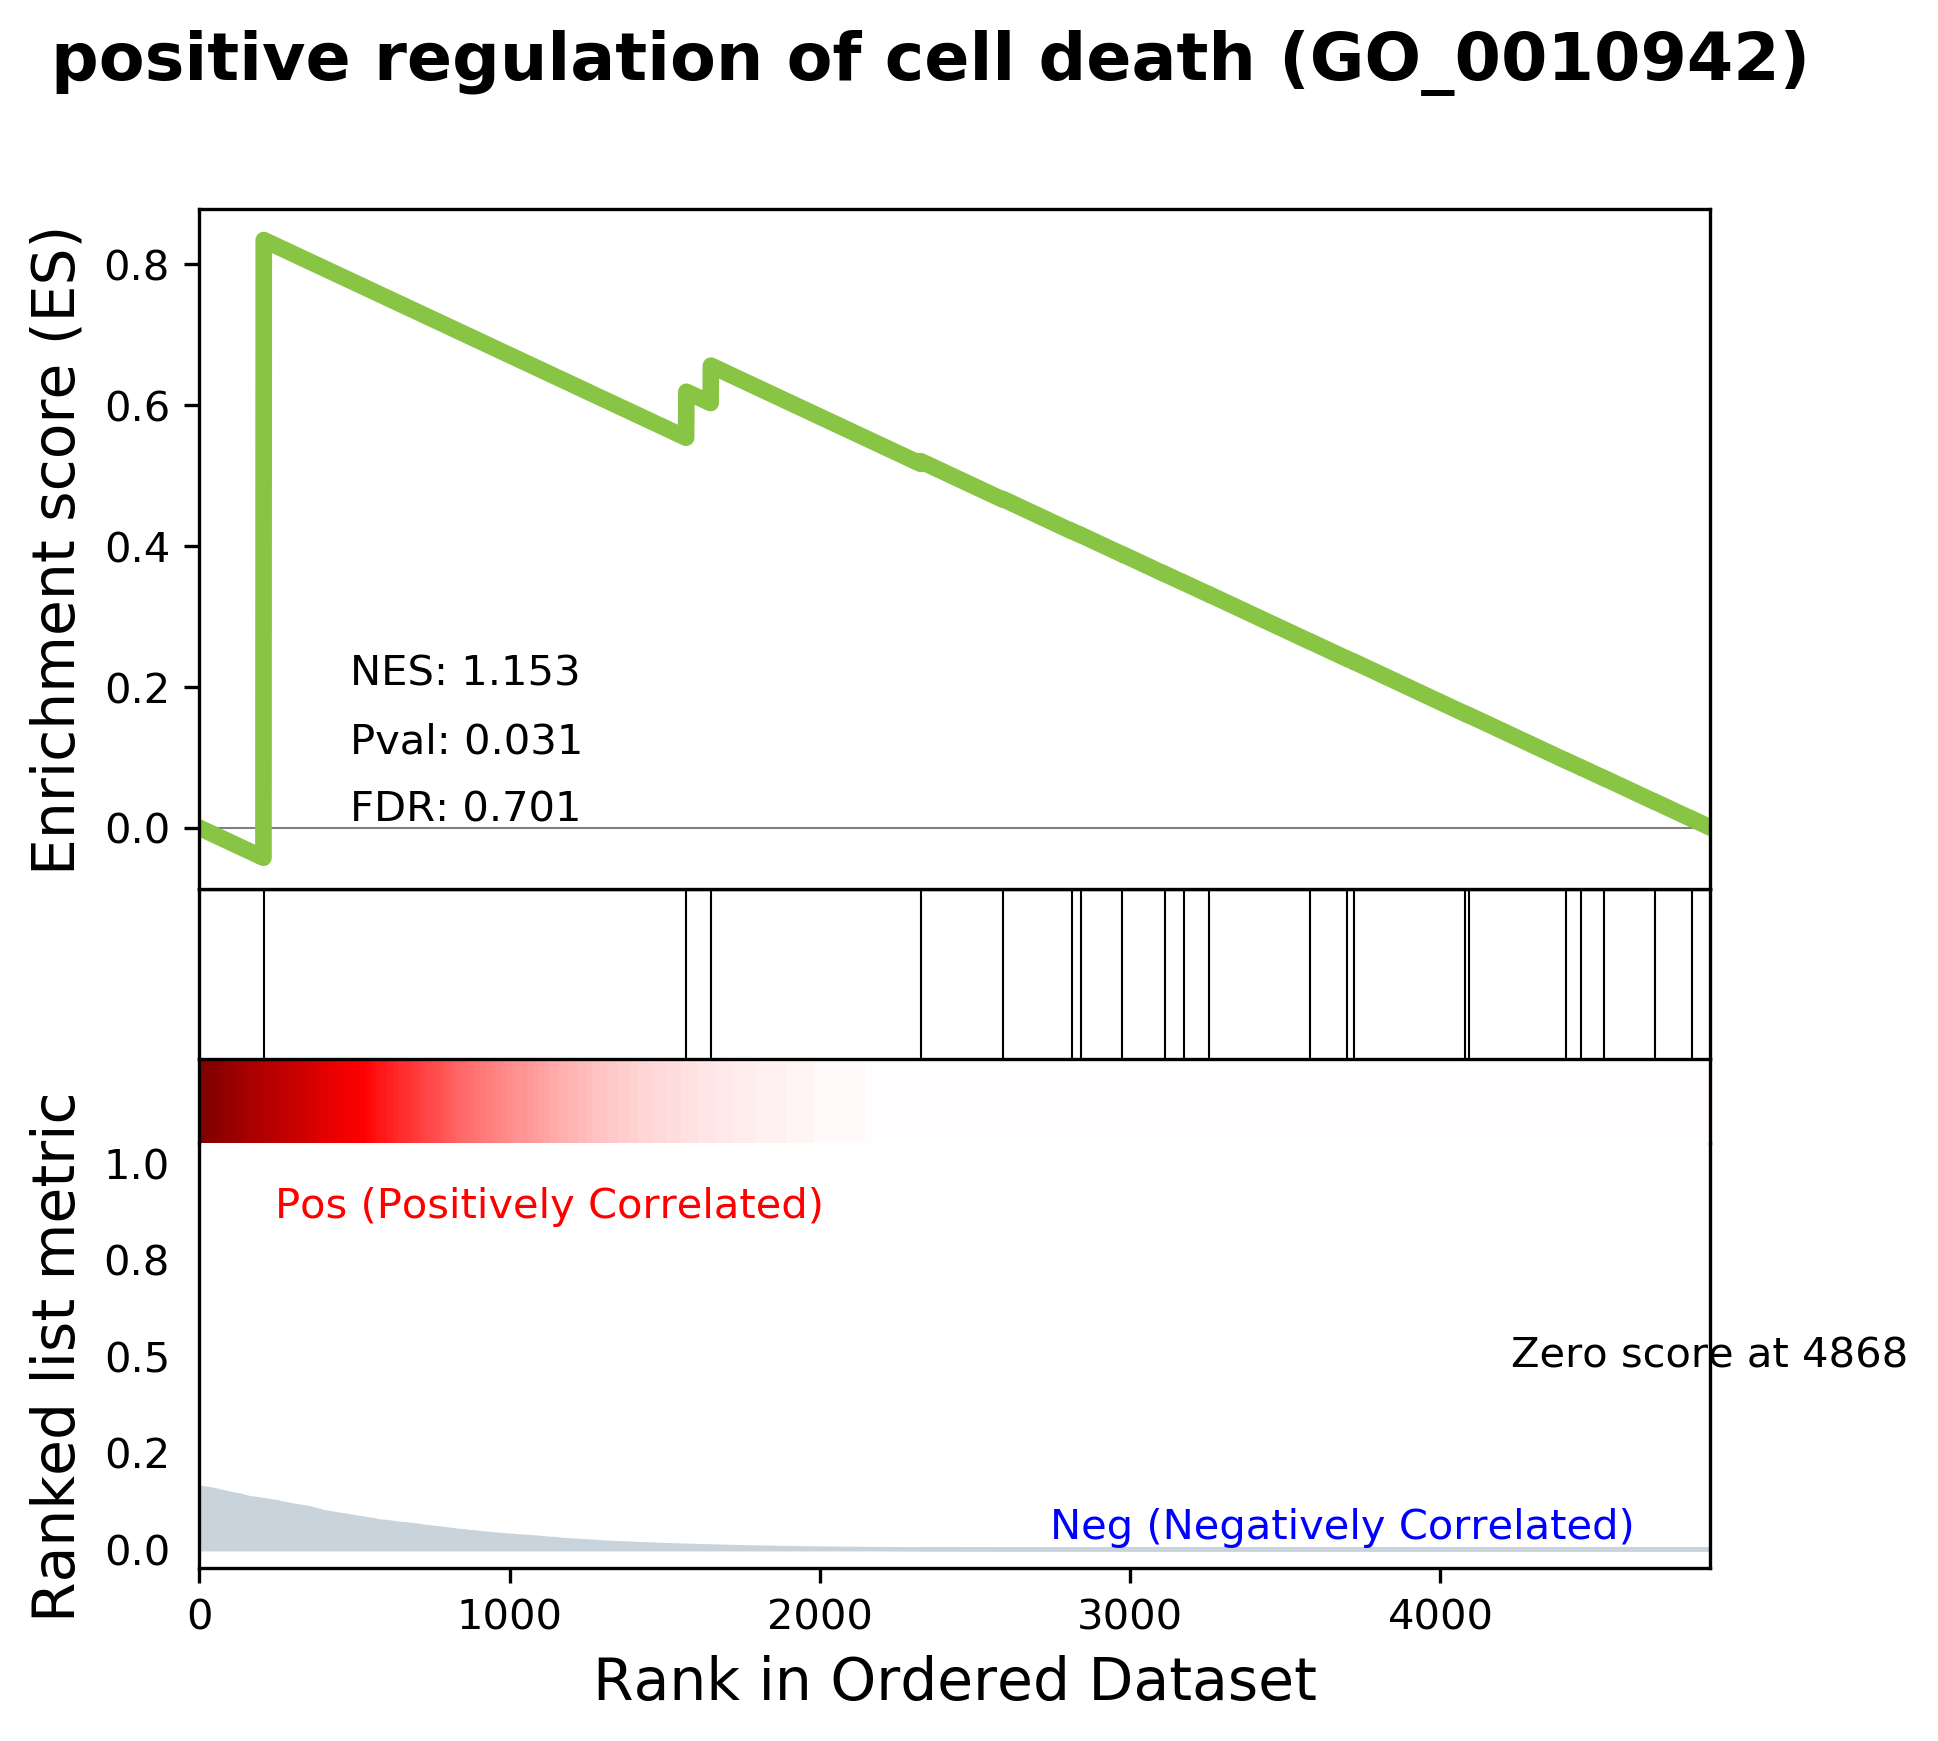 positive regulation of cell death (GO_0010942)
Enrichment score (ES)
0.8
0.6
0.4
0.2
0.0
NES: 1.153
Pval: 0.031
FDR: 0.701
Ranked list metric
1.0
0.8
0.5
0.2
0.0
Pos (Positively Correlated)
Zero score at 4868
Neg (Negatively Correlated)
0 1000 2000 3000 4000
Rank in Ordered Dataset